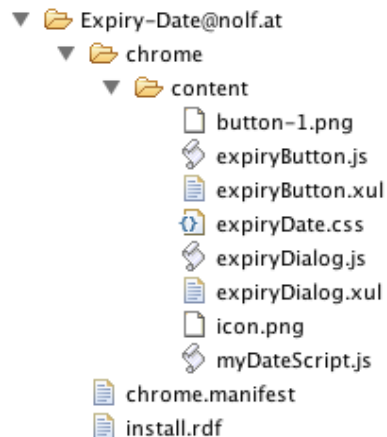 Expiry-Date@nolf.at
chrome
content
button-1.png
expiryButton.js
expiryButton.xul
expiryDate.css
expiryDialog.js
expiryDialog.xul
icon.png
myDateScript.js
chrome.manifest
install.rdf